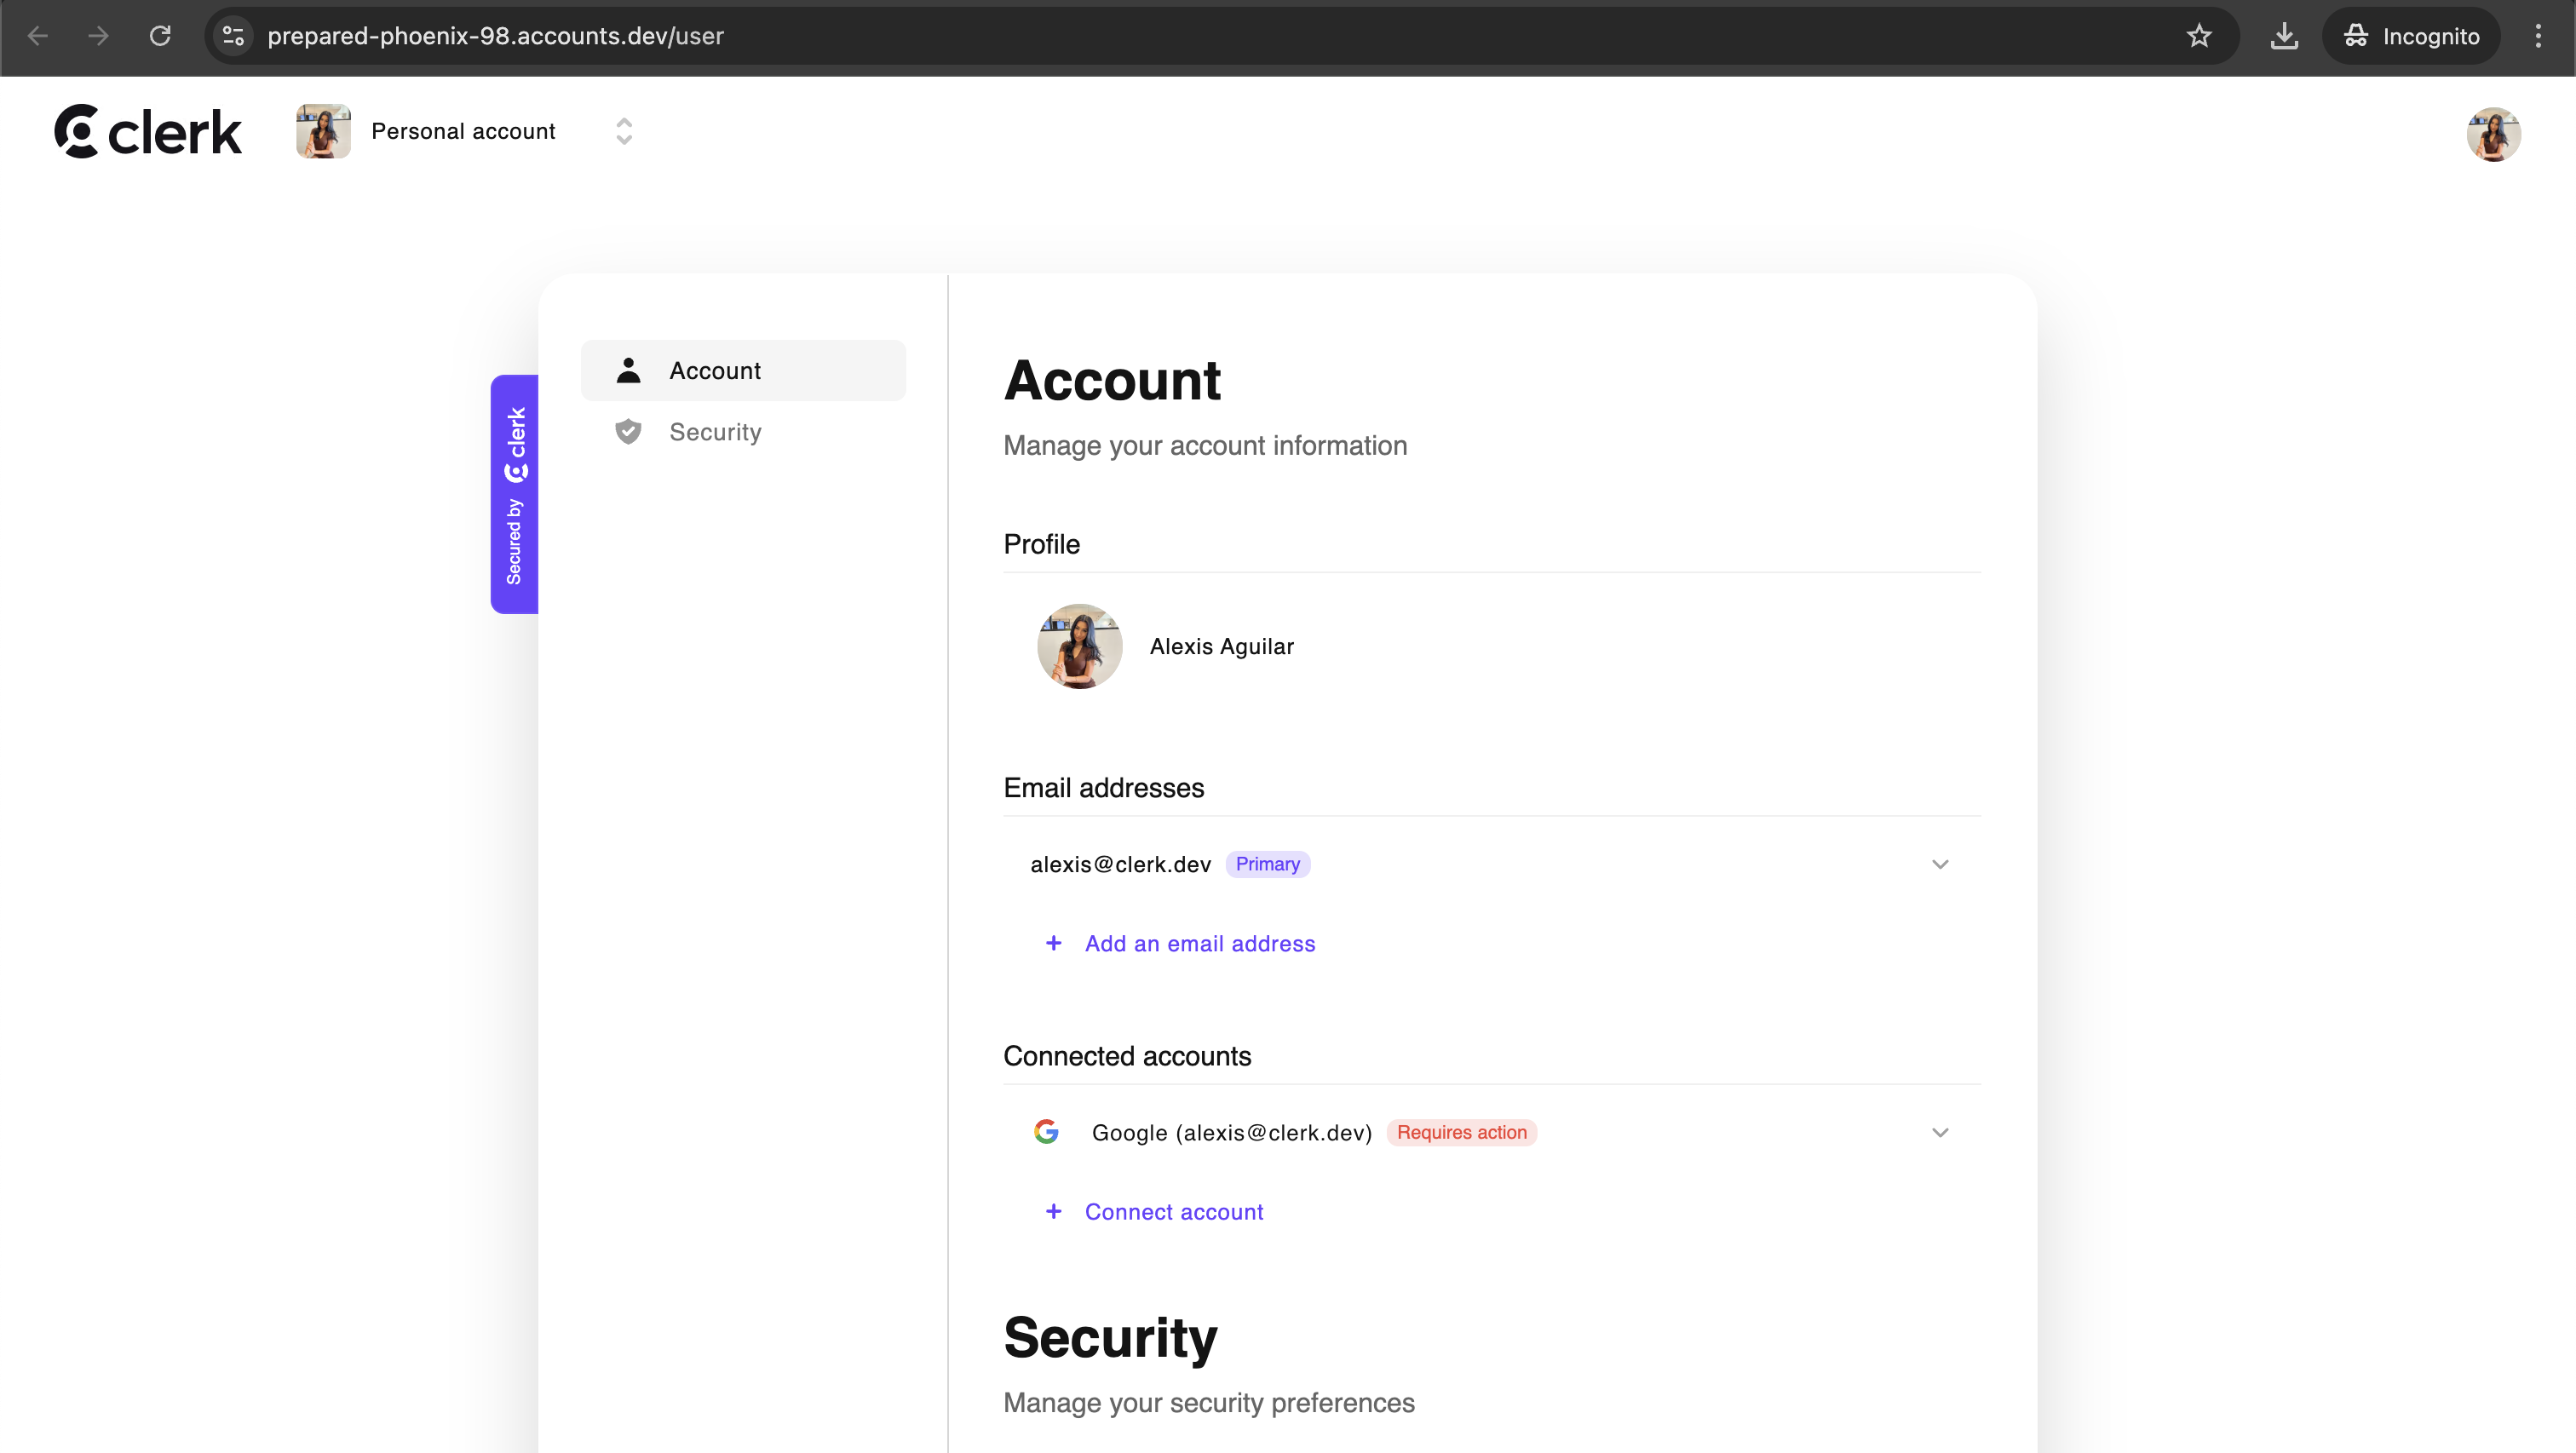 prepared-phoenix-98.accounts.dev/user
Incognito
clerk
Personal account
Account
Security
Secured by clerk
Account
Manage your account information
Profile
Alexis Aguilar
Email addresses
alexis@clerk.dev Primary
+ Add an email address
Connected accounts
Google (alexis@clerk.dev) Requires action
+ Connect account
Security
Manage your security preferences